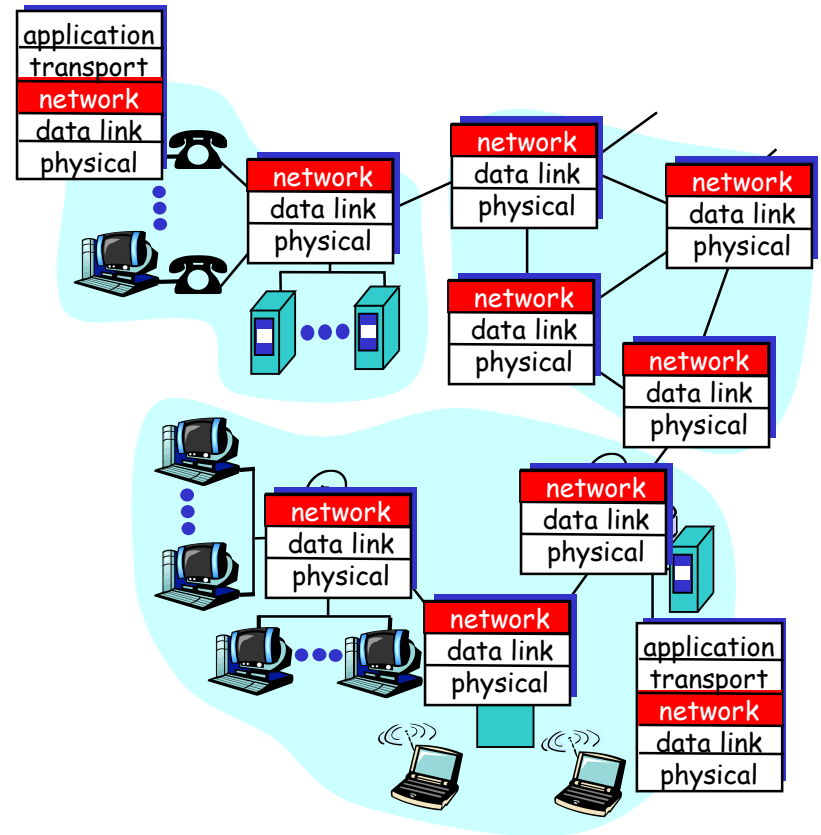 application
transport
network
data link
physical
network
data link
physical
network
data link
physical
network
data link
physical
network
data link
physical
network
data link
physical
network
data link
physical
network
data link
physical
network
data link
physical
application
transport
network
data link
physical